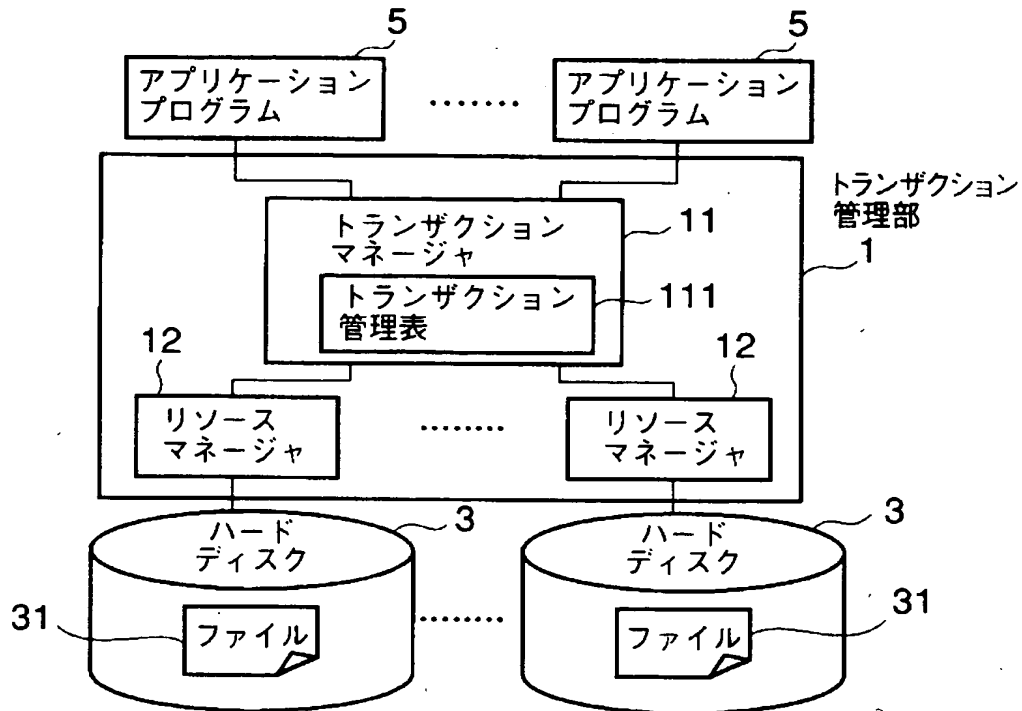 5
5
アプリケーション
プログラム
.......
アプリケーション
プログラム
トランザクション
管理部
1
トランザクション
マネージャ
11
トランザクション
管理表
111
12
12
リソース
マネージャ
........
リソース
マネージャ
ハード
ディスク
3
ハード
ディスク
3
31
ファイル
........
ファイル
31